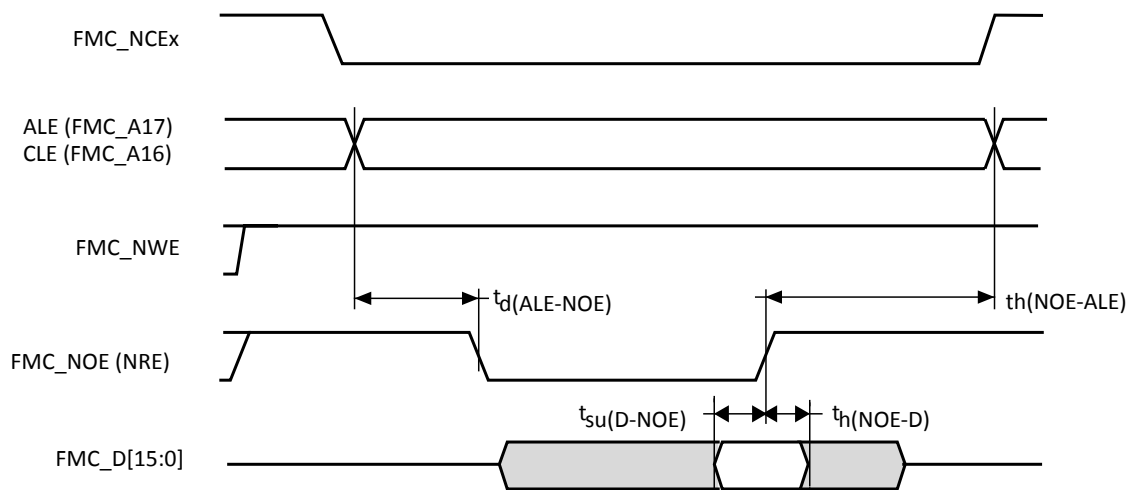 FMC_NCEx
ALE (FMC_A17)
CLE (FMC_A16)
FMC_NWE
td(ALE-NOE)
th(NOE-ALE)
FMC_NOE (NRE)
tsu(D-NOE)
th(NOE-D)
FMC_D[15:0]